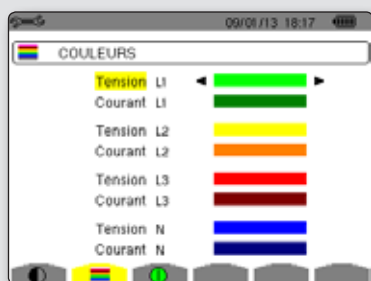 09/01/13 18:17
COULEURS
Tension L1
Courant L1
Tension L2
Courant L2
Tension L3
Courant L3
Tension N
Courant N